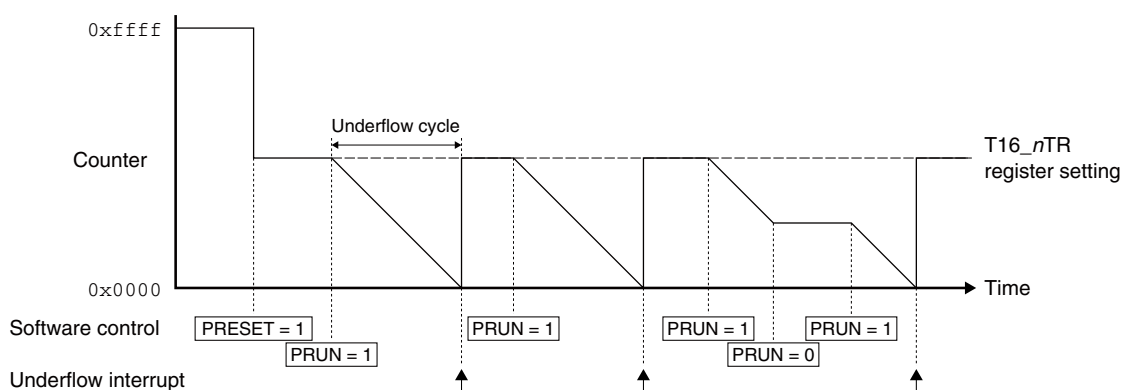 0xffff
Underflow cycle
Counter
T16_nTR
register setting
0x0000
Time
Software control
PRESET = 1
PRUN = 1
PRUN = 1
PRUN = 1
PRUN = 1
PRUN = 0
Underflow interrupt